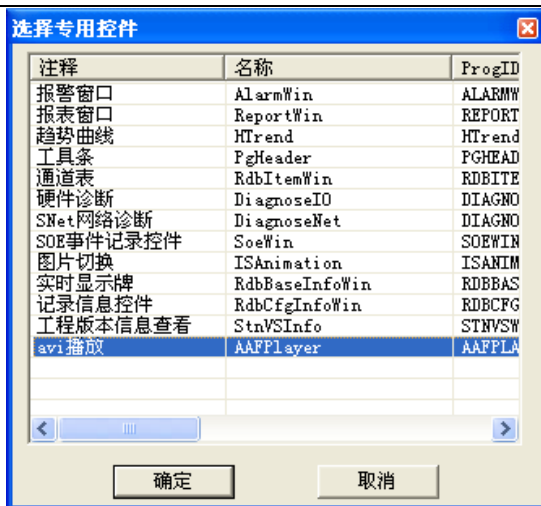 选择专用控件
注释 名称 ProgID
报警窗口 AlarmWin ALARMW
报表窗口 ReportWin REPORT
趋势曲线 HTrend HTrend
工具条 PgHeader PGHEAD
通道表 RdbItemWin RDBITE
硬件诊断 DiagnoseIO DIAGNO
SNet网络诊断 DiagnoseNet DIAGNO
SOE事件记录控件 SoeWin SOEWIN
图片切换 ISAnimation ISANIM
实时显示牌 RdbBaseInfoWin RDBBAS
记录信息控件 RdbCfgInfoWin RDBCFG
工程版本信息查看 StnVSInfo STNVSW
avi播放 AAFPlayer AAFPLA
确定 取消